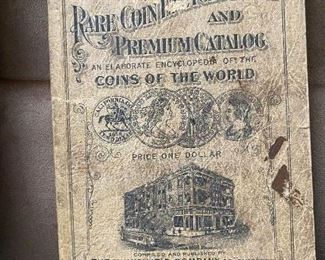 RARE COIN
AND
PREMIUM CATALOG
AN ELABORATE ENCYCLOPEDIA OF THE
COINS OF THE WORLD
PRICE ONE DOLLAR
COMPILED AND PUBLISHED BY
COMPANY